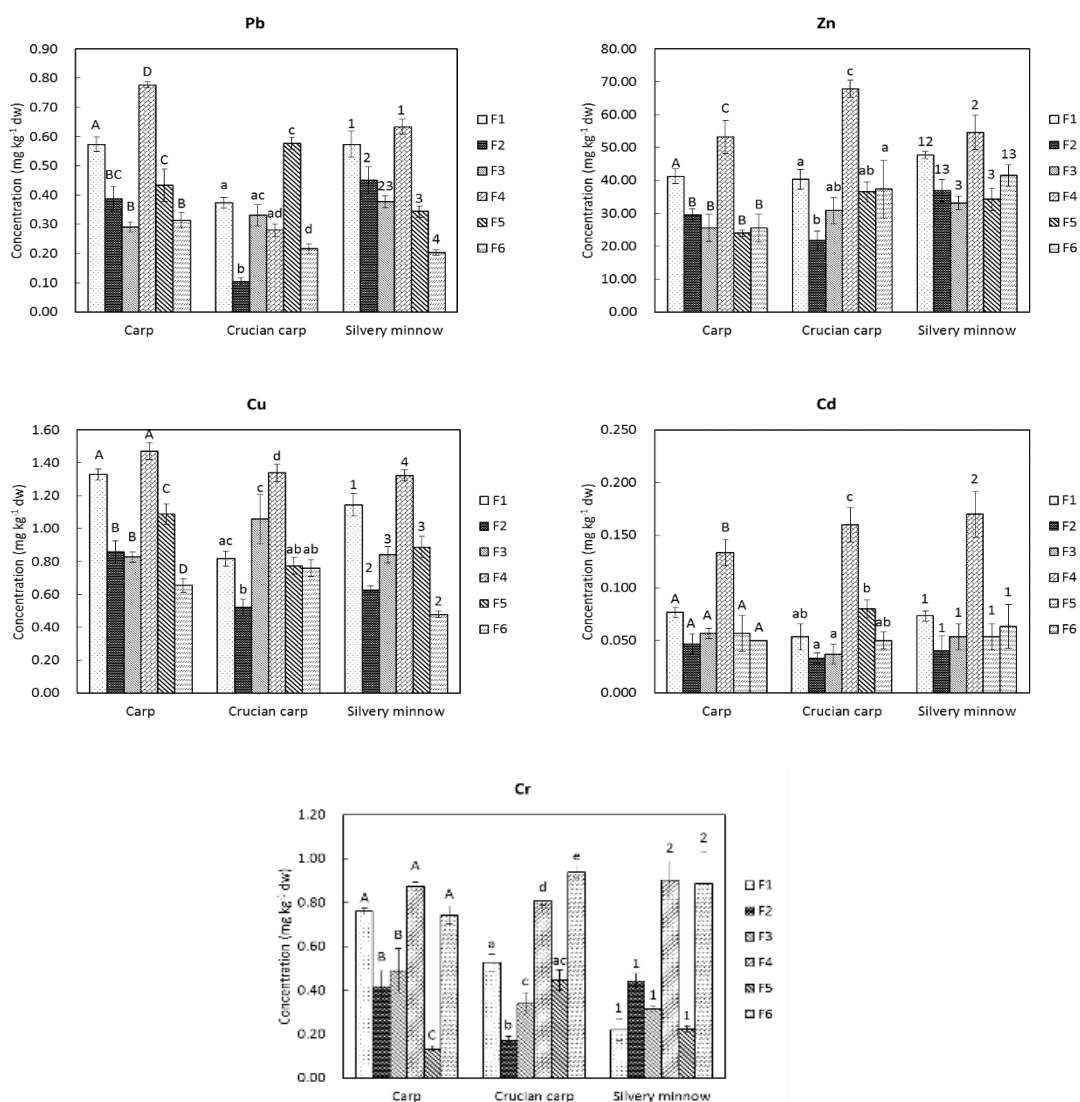 Pb
Concentration (mg kg⁻¹ dw)
0.90
0.80
0.70
0.60
0.50
0.40
0.30
0.20
0.10
0.00
A BC B D C B
a b ac ad c d
1 2 23 1 3 4
Carp Crucian carp Silvery minnow
F1
F2
F3
F4
F5
F6
Zn
Concentration (mg kg⁻¹ dw)
80.00
70.00
60.00
50.00
40.00
30.00
20.00
10.00
0.00
A B B C B B
a b ab c ab a
12 13 3 2 3 13
Carp Crucian carp Silvery minnow
F1
F2
F3
F4
F5
F6
Cu
Concentration (mg kg⁻¹ dw)
1.60
1.40
1.20
1.00
0.80
0.60
0.40
0.20
0.00
A B B A C D
ac b c d ab ab
1 2 3 4 3 2
Carp Crucian carp Silvery minnow
F1
F2
F3
F4
F5
F6
Cd
Concentration (mg kg⁻¹ dw)
0.250
0.200
0.150
0.100
0.050
0.000
A A A B A A
ab a a c b ab
1 1 1 2 1 1
Carp Crucian carp Silvery minnow
F1
F2
F3
F4
F5
F6
Cr
Concentration (mg kg⁻¹ dw)
1.20
1.00
0.80
0.60
0.40
0.20
0.00
A B B A C A
a b c d ac e
1 1 1 2 1 2
Carp Crucian carp Silvery minnow
F1
F2
F3
F4
F5
F6